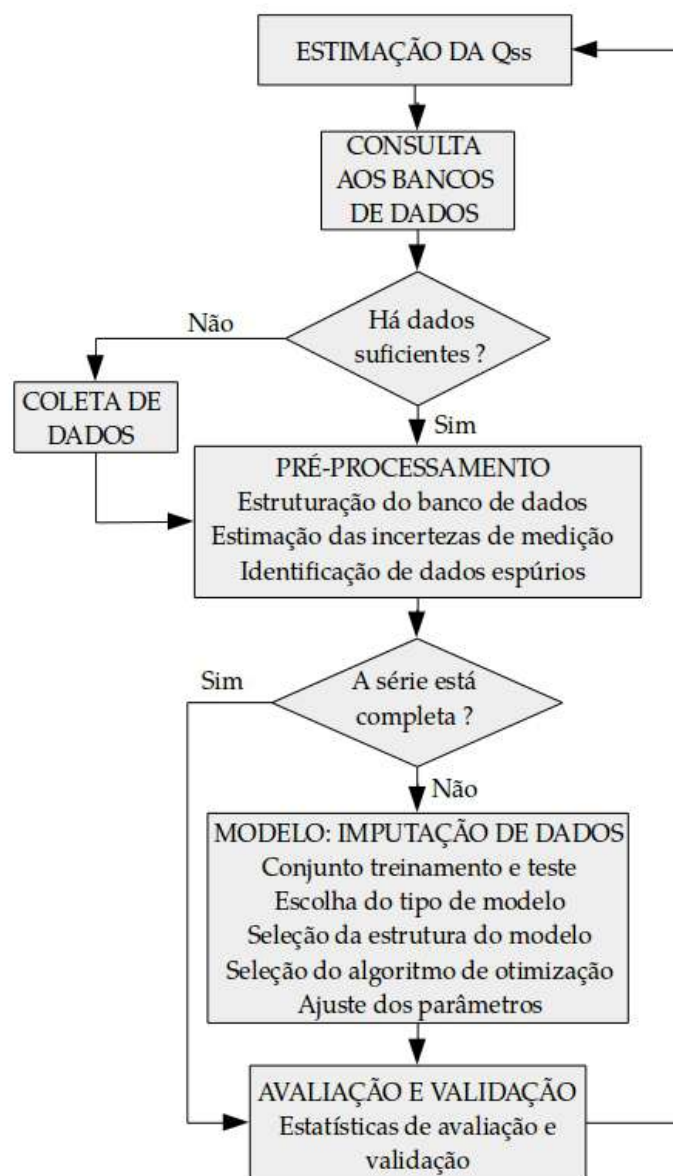 ESTIMAÇÃO DA Qss
CONSULTA
AOS BANCOS
DE DADOS
Há dados
suficientes ?
Não
Sim
COLETA DE
DADOS
PRÉ-PROCESSAMENTO
Estruturação do banco de dados
Estimação das incertezas de medição
Identificação de dados espúrios
A série está
completa ?
Sim
Não
MODELO: IMPUTAÇÃO DE DADOS
Conjunto treinamento e teste
Escolha do tipo de modelo
Seleção da estrutura do modelo
Seleção do algoritmo de otimização
Ajuste dos parâmetros
AVALIAÇÃO E VALIDAÇÃO
Estatísticas de avaliação e
validação